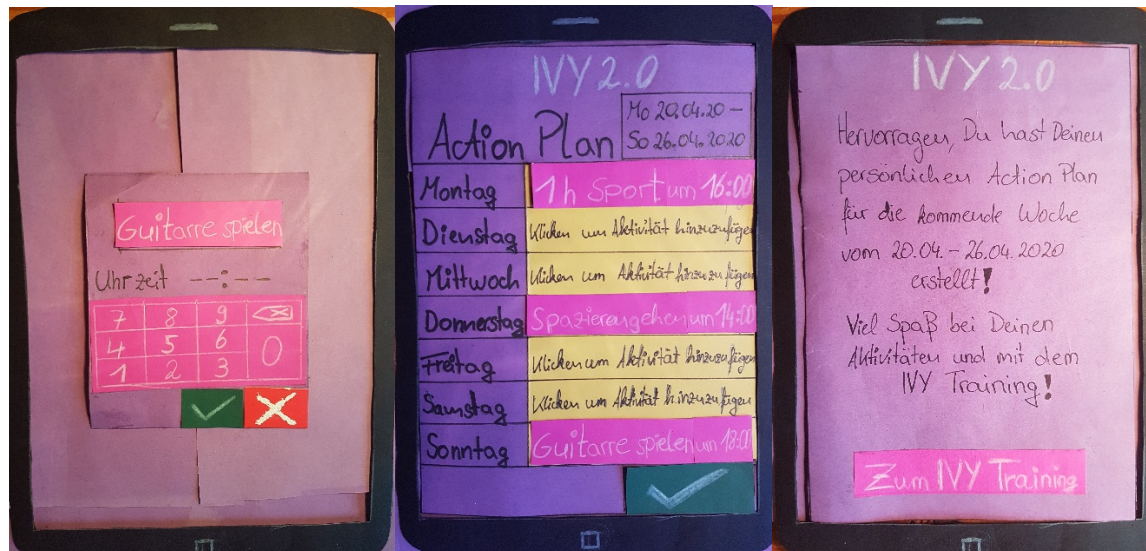 Guitarre spielen
Uhrzeit --:--
7 8 9
4 5 6 0
1 2 3
IVY 2.0
Action Plan
Mo 20.04.20 –
So 26.04.2020
Montag 1h Sport um 16:00
Dienstag Klicken um Aktivität hinzuzufügen
Mittwoch Klicken um Aktivität hinzuzufügen
Donnerstag Spazierengehen um 14:00
Freitag Klicken um Aktivität hinzuzufügen
Samstag Klicken um Aktivität hinzuzufügen
Sonntag Guitarre spielen um 18:00
IVY 2.0
Hervorragen, Du hast Deinen
persönlichen Action Plan
für die kommende Woche
vom 20.04. – 26.04.2020
erstellt!
Viel Spaß bei Deinen
Aktivitäten und mit dem
IVY Training!
Zum IVY Training